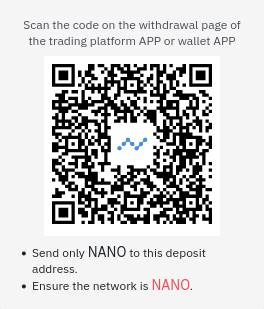 Scan the code on the withdrawal page of
the trading platform APP or wallet APP
• Send only NANO to this deposit
address.
• Ensure the network is NANO.